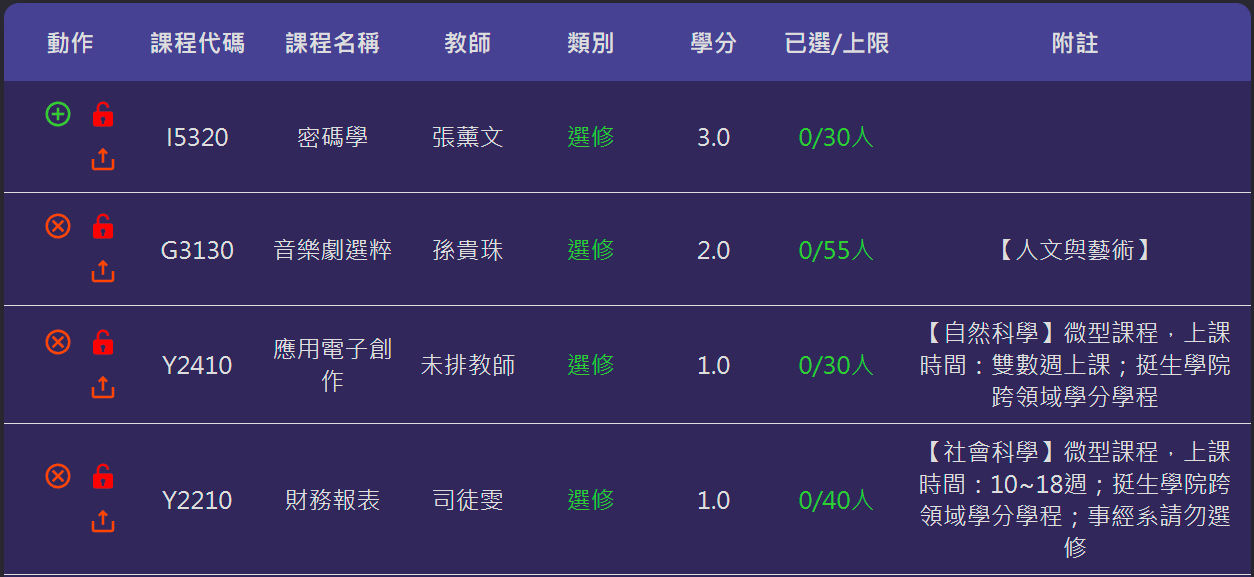 動作 課程代碼 課程名稱 教師 類別 學分 已選/上限 附註
I5320 密碼學 張薰文 選修 3.0 0/30人
G3130 音樂劇選粹 孫貴珠 選修 2.0 0/55人 【人文與藝術】
Y2410 應用電子創
作 未排教師 選修 1.0 0/30人 【自然科學】微型課程，上課
時間：雙數週上課；挺生學院
跨領域學分學程
Y2210 財務報表 司徒雯 選修 1.0 0/40人 【社會科學】微型課程，上課
時間：10~18週；挺生學院跨
領域學分學程；事經系請勿選
修